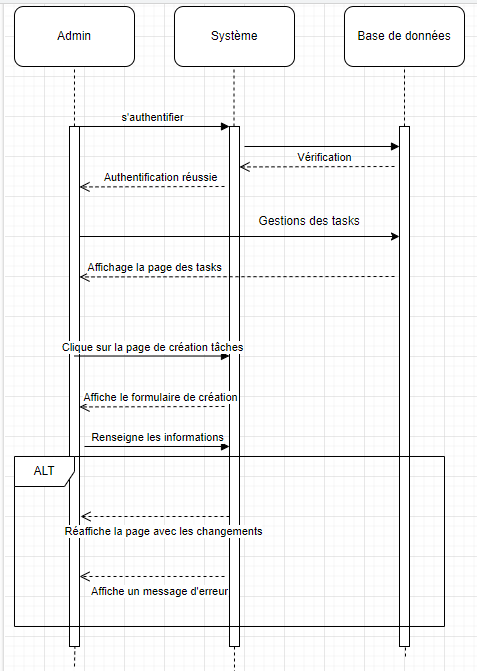 Admin
Système
Base de données
s'authentifier
Vérification
Authentification réussie
Gestions des tasks
Affichage la page des tasks
Clique sur la page de création tâches
Affiche le formulaire de création
Renseigne les informations
ALT
Réaffiche la page avec les changements
Affiche un message d'erreur